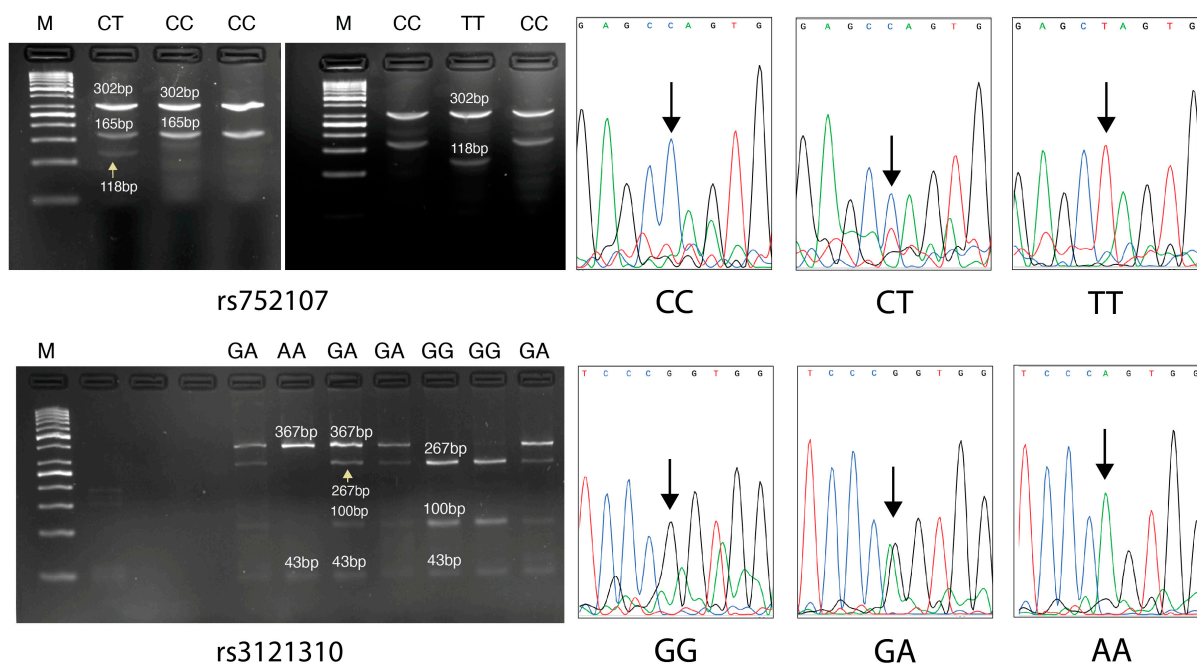 M CT CC CC
302bp 302bp
165bp 165bp
118bp
M CC TT CC
302bp
118bp
rs752107
G A G C C A G T G
CC
G A G C C A G T G
CT
G A G C T A G T G
TT
M GA AA GA GA GG GG GA
367bp 367bp 267bp
267bp
100bp 100bp
43bp 43bp 43bp
rs3121310
T C C C G G T G G
GG
T C C C G G T G G
GA
T C C C A G T G G
AA